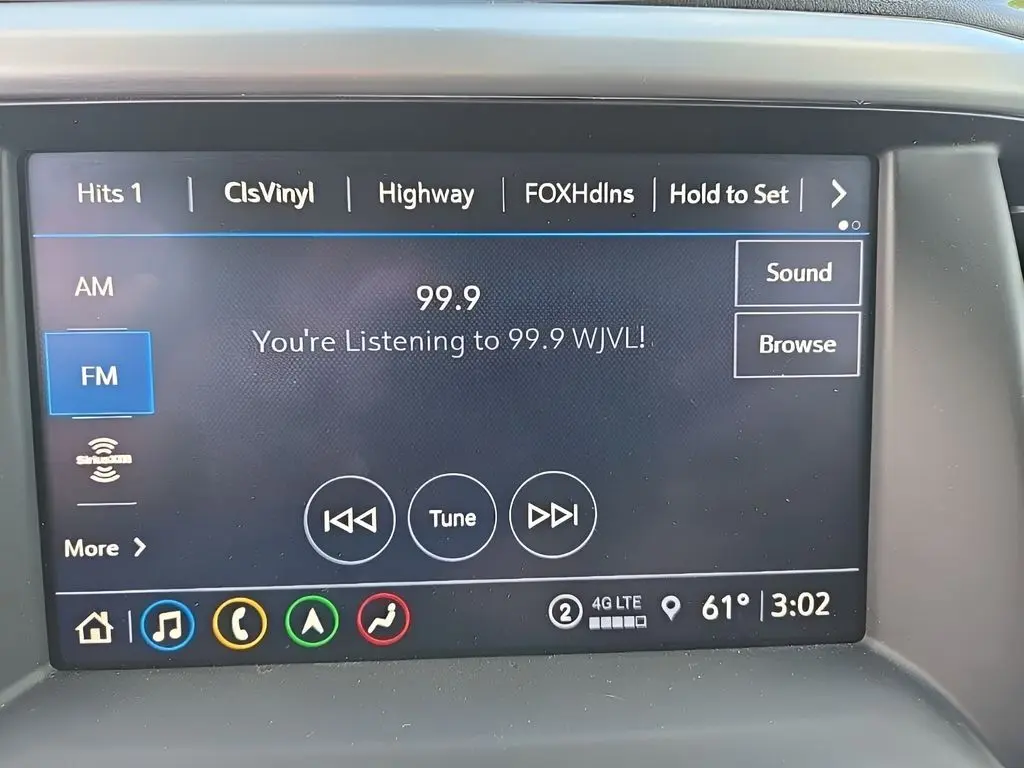 Hits 1 | ClsVinyl | Highway | FOXHdlns | Hold to Set |
AM
99.9
Sound
You're Listening to 99.9 WJVL!
Browse
FM
SiriusXM
Tune
More
2 4G LTE 61° 3:02